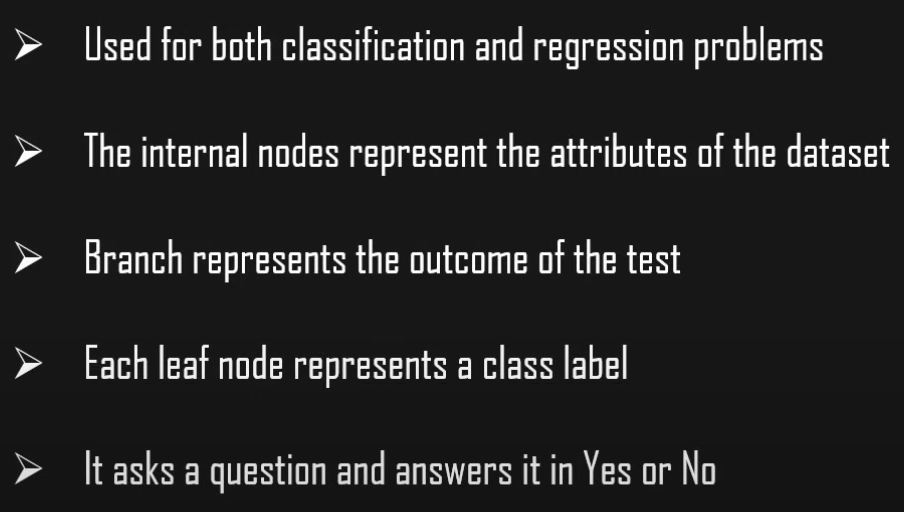 Used for both classification and regression problems
The internal nodes represent the attributes of the dataset
Branch represents the outcome of the test
Each leaf node represents a class label
It asks a question and answers it in Yes or No